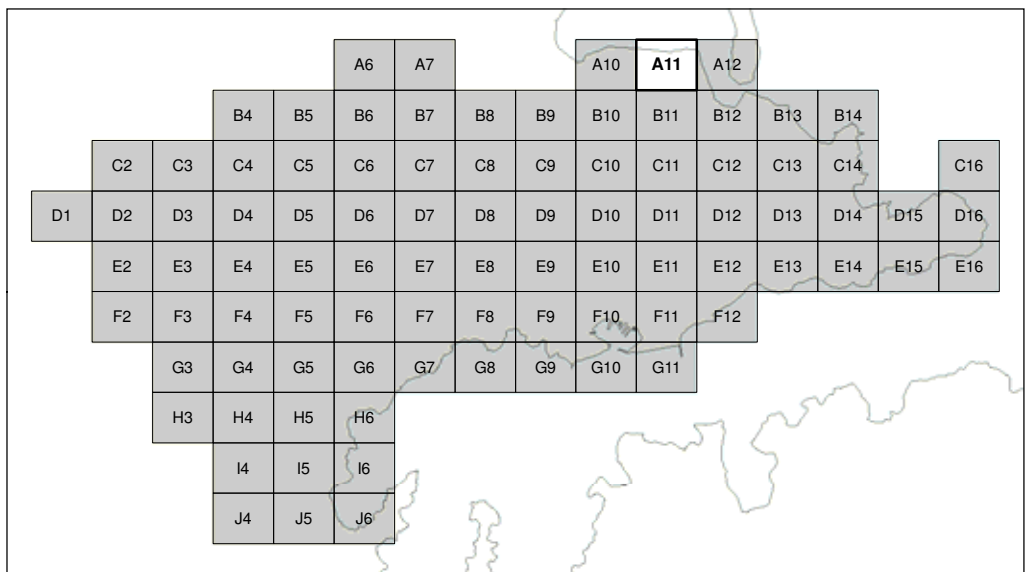 A6 A7 A10 A11 A12
B4 B5 B6 B7 B8 B9 B10 B11 B12 B13 B14
C2 C3 C4 C5 C6 C7 C8 C9 C10 C11 C12 C13 C14 C16
D1 D2 D3 D4 D5 D6 D7 D8 D9 D10 D11 D12 D13 D14 D15 D16
E2 E3 E4 E5 E6 E7 E8 E9 E10 E11 E12 E13 E14 E15 E16
F2 F3 F4 F5 F6 F7 F8 F9 F10 F11 F12
G3 G4 G5 G6 G7 G8 G9 G10 G11
H3 H4 H5 H6
I4 I5 I6
J4 J5 J6